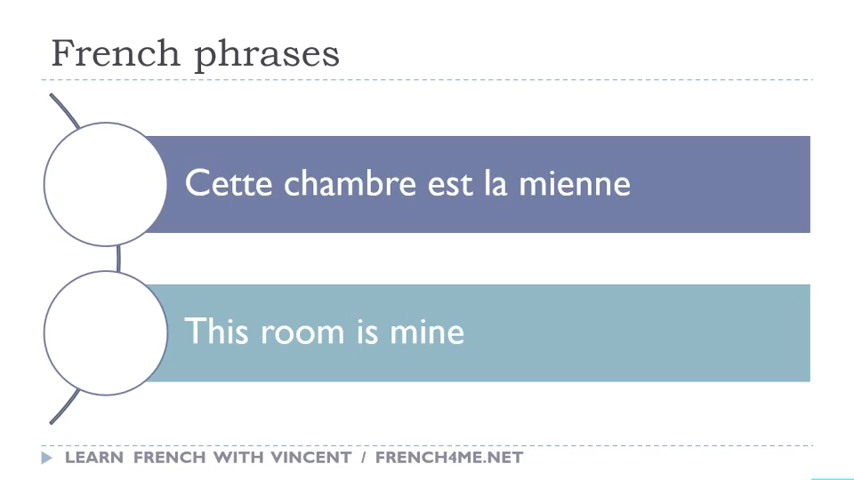 French phrases
Cette chambre est la mienne
This room is mine
LEARN FRENCH WITH VINCENT / FRENCH4ME.NET